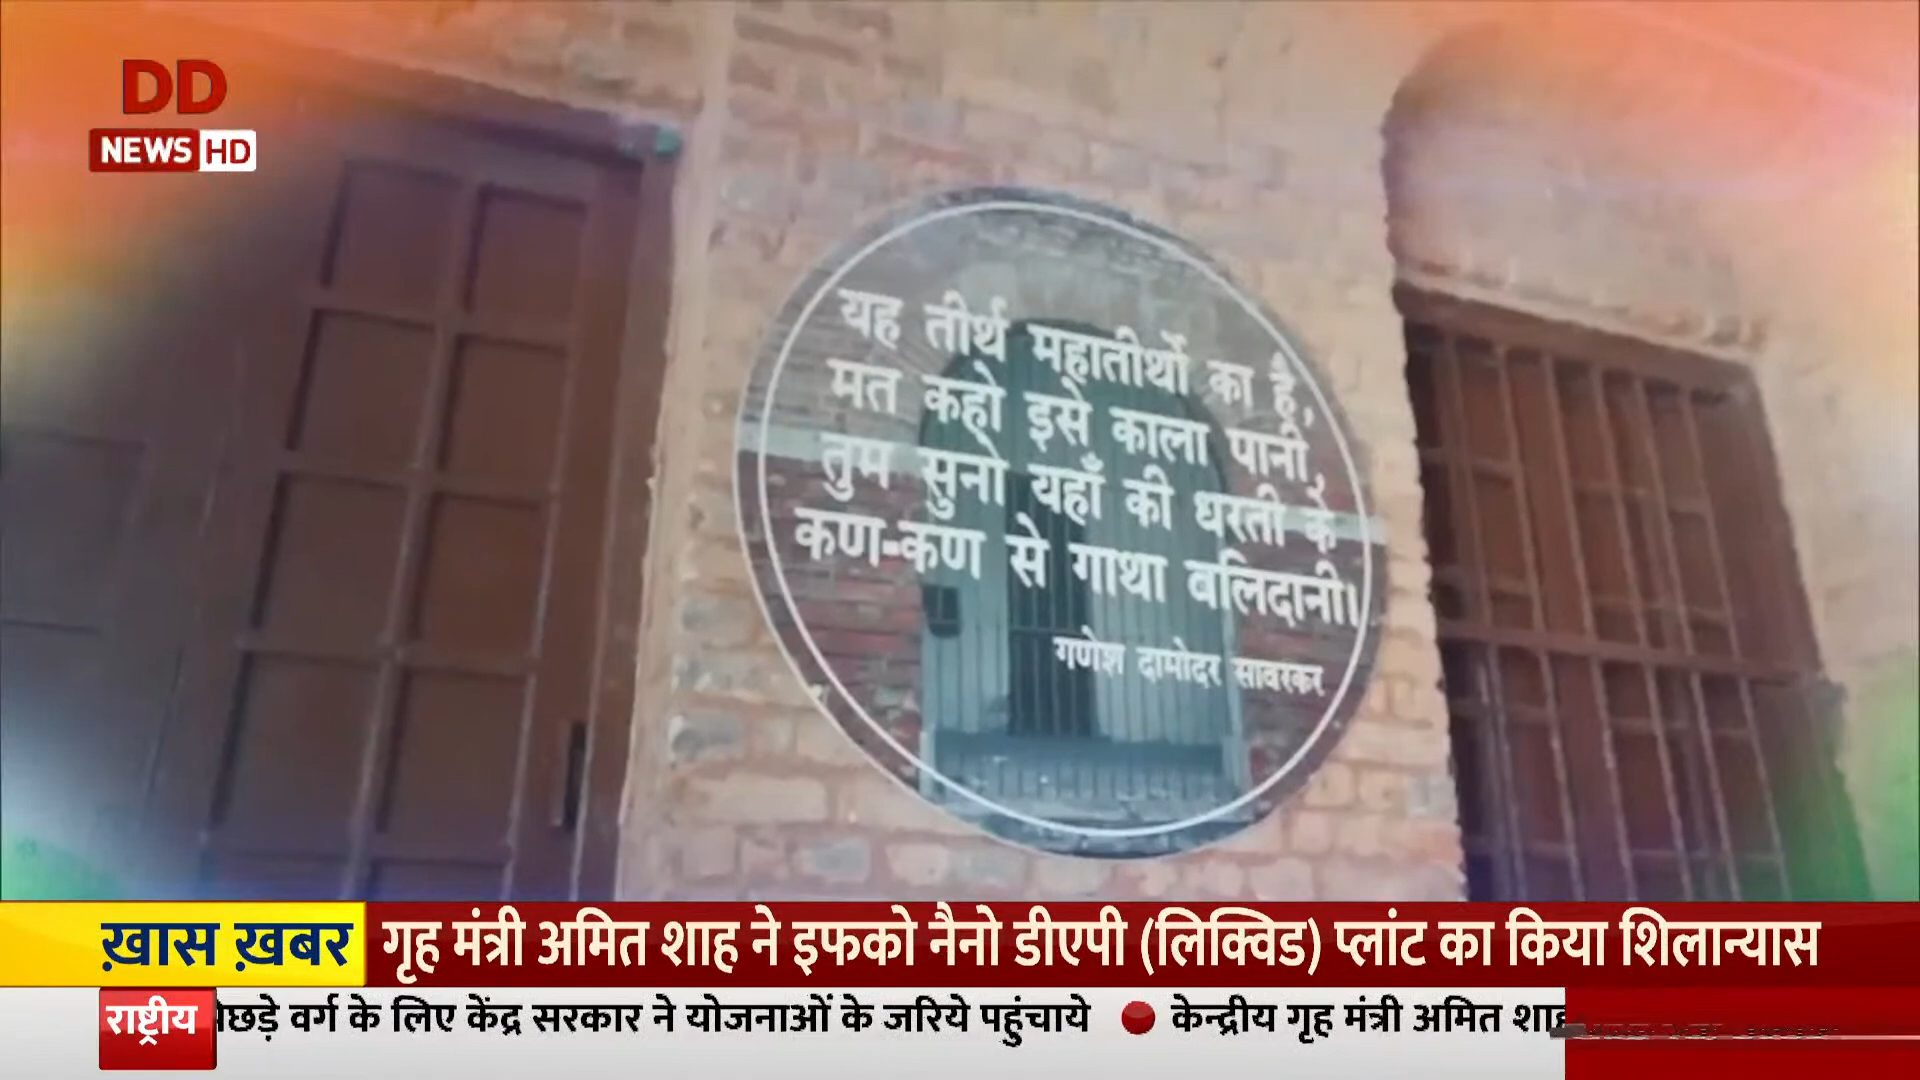 DD
NEWS HD
यह तीर्थ महातीर्थो का है,
मत कहो इसे काला पानी,
तुम सुनो यहाँ की धरती के
कण-कण से गाथा बलिदानी।
गणेश दामोदर सावरकर
ख़ास ख़बर गृह मंत्री अमित शाह ने इफको नैनो डीएपी (लिक्विड) प्लांट का किया शिलान्यास
राष्ट्रीय वर्ग के लिए केंद्र सरकार ने योजनाओं के जरिये पहुंचाये केन्द्रीय गृह मंत्री अमित शाह